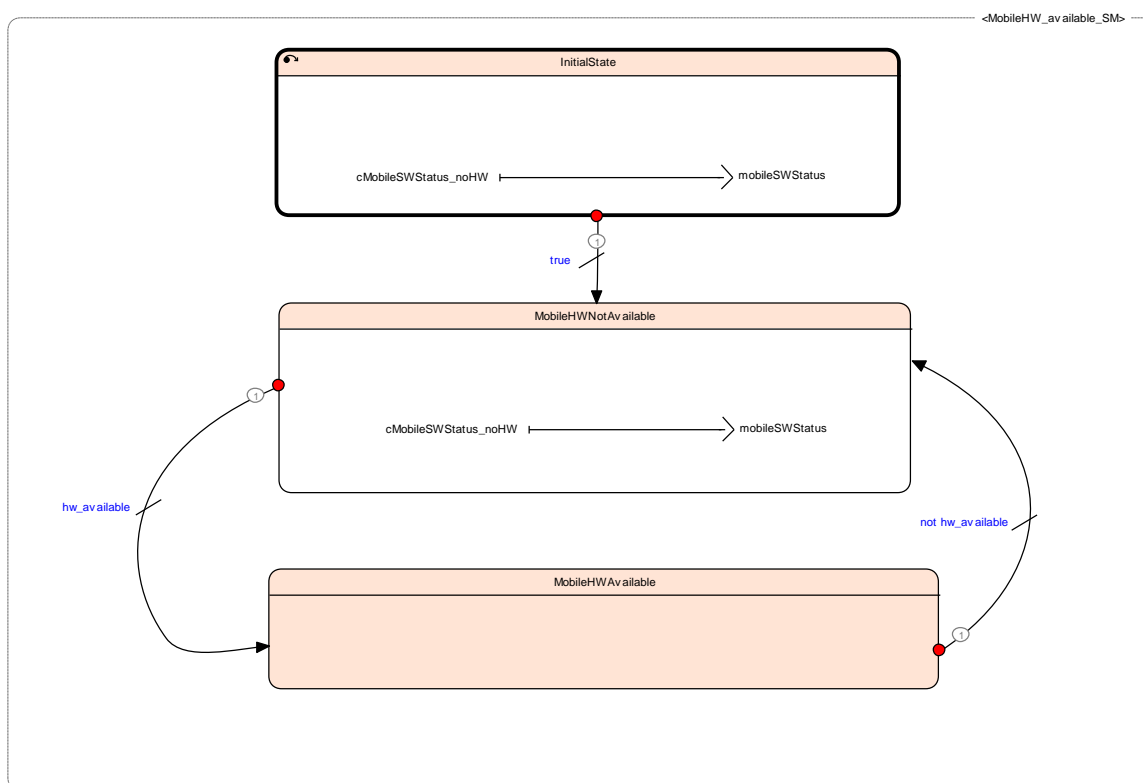 <MobileHW_available_SM>
InitialState
cMobileSWStatus_noHW mobileSWStatus
1
true
MobileHWNotAvailable
1
cMobileSWStatus_noHW mobileSWStatus
hw_available
not hw_available
MobileHWAvailable
1